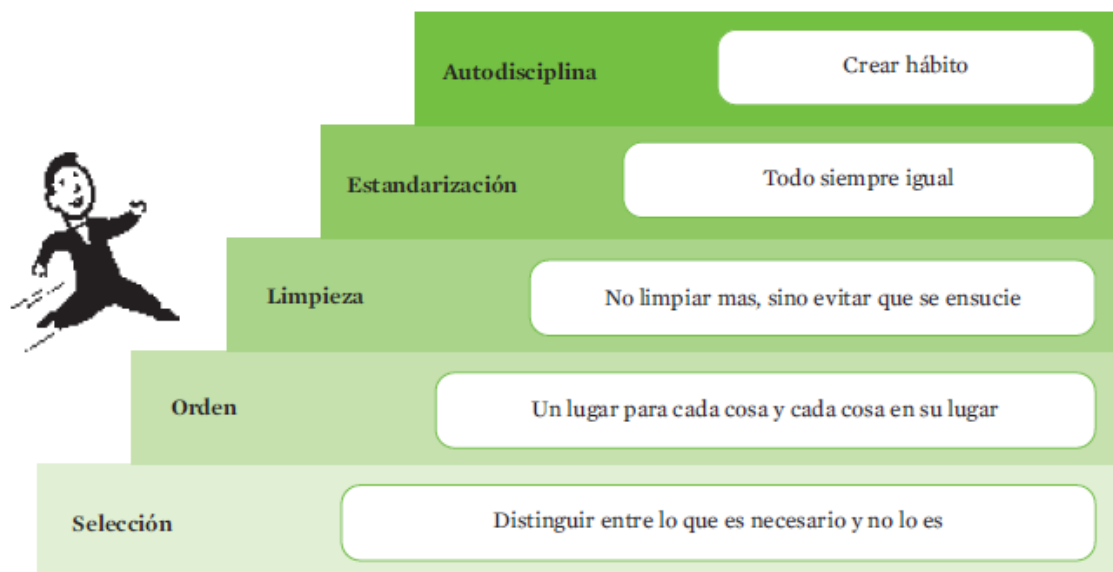 Autodisciplina
Crear hábito
Estandarización
Todo siempre igual
Limpieza
No limpiar mas, sino evitar que se ensucie
Orden
Un lugar para cada cosa y cada cosa en su lugar
Selección
Distinguir entre lo que es necesario y no lo es